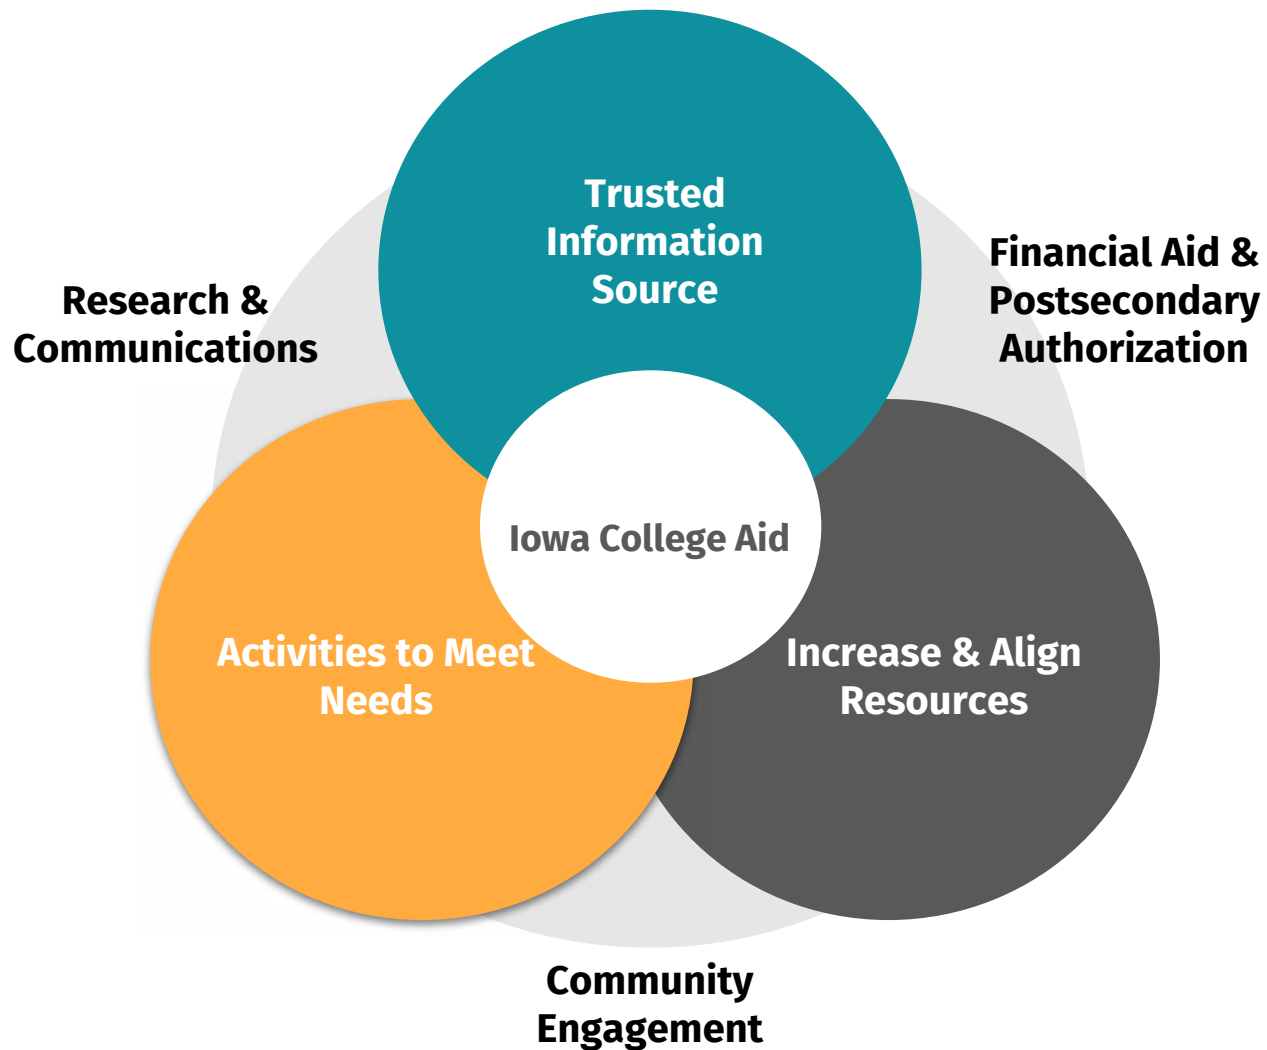 Trusted
Information
Source
Financial Aid &
Postsecondary
Authorization
Research &
Communications
Iowa College Aid
Activities to Meet
Needs
Increase & Align
Resources
Community
Engagement